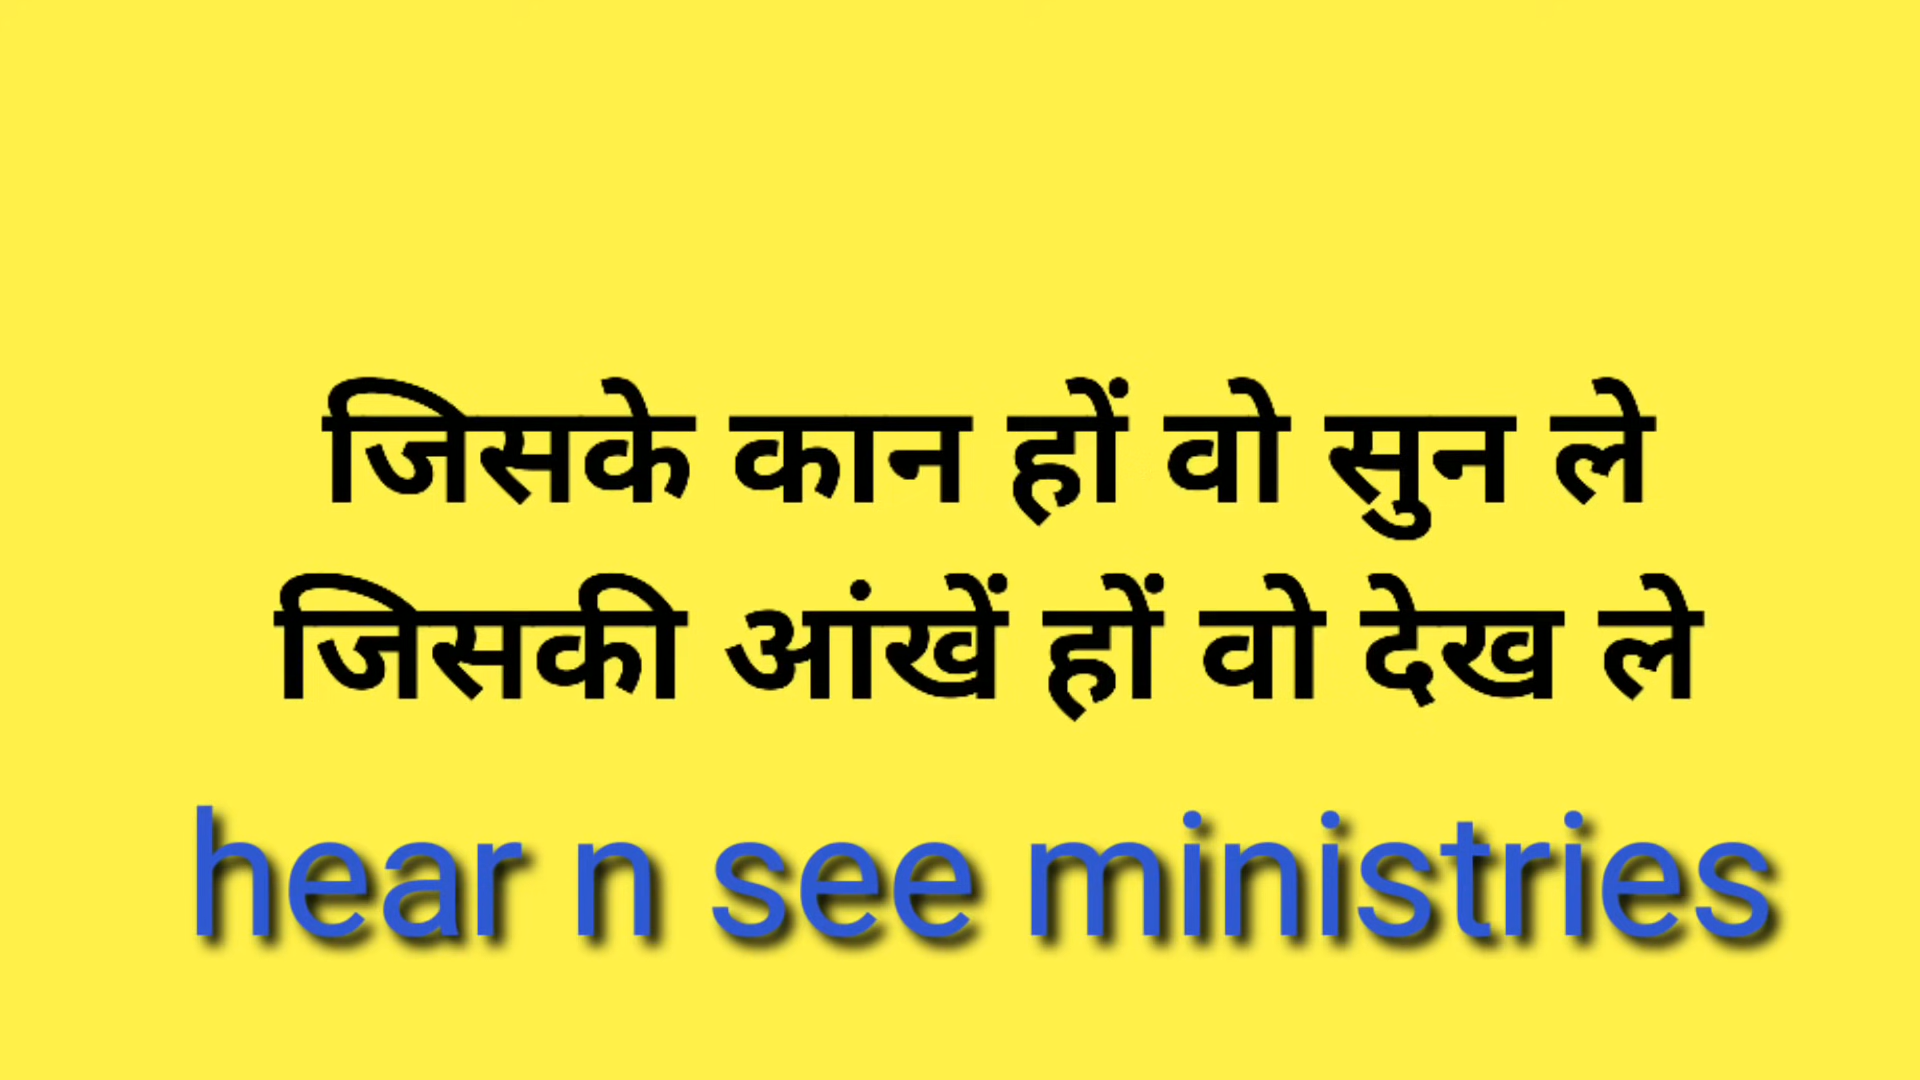 जिसके कान हों वो सुन ले
जिसकी आंखें हों वो देख ले
hear n see ministries